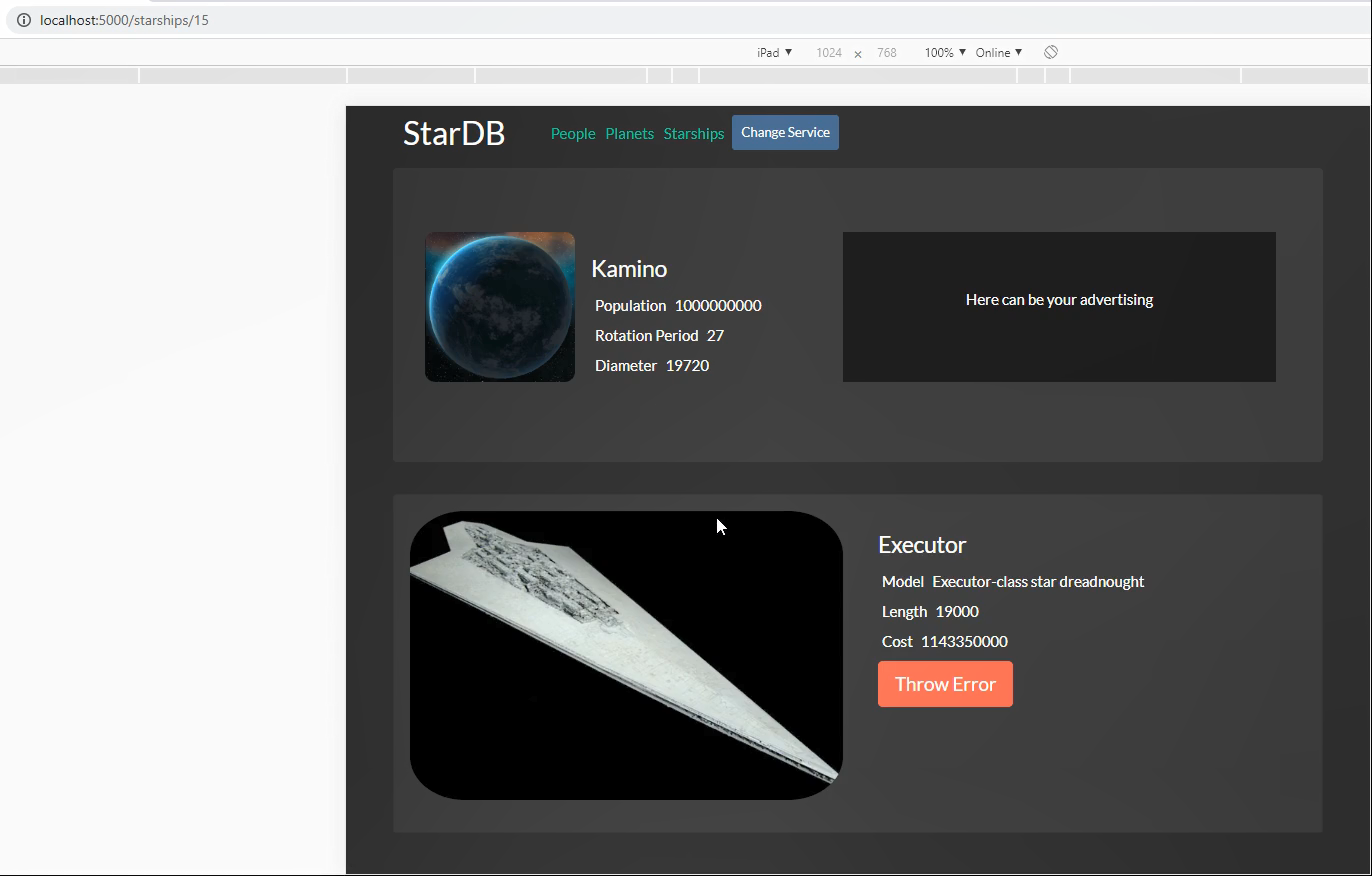 localhost:5000/starships/15
iPad ▼ 1024 × 768 100% ▼ Online ▼
StarDB People Planets Starships Change Service
Kamino
Population 1000000000
Rotation Period 27
Diameter 19720
Here can be your advertising
Executor
Model Executor-class star dreadnought
Length 19000
Cost 1143350000
Throw Error